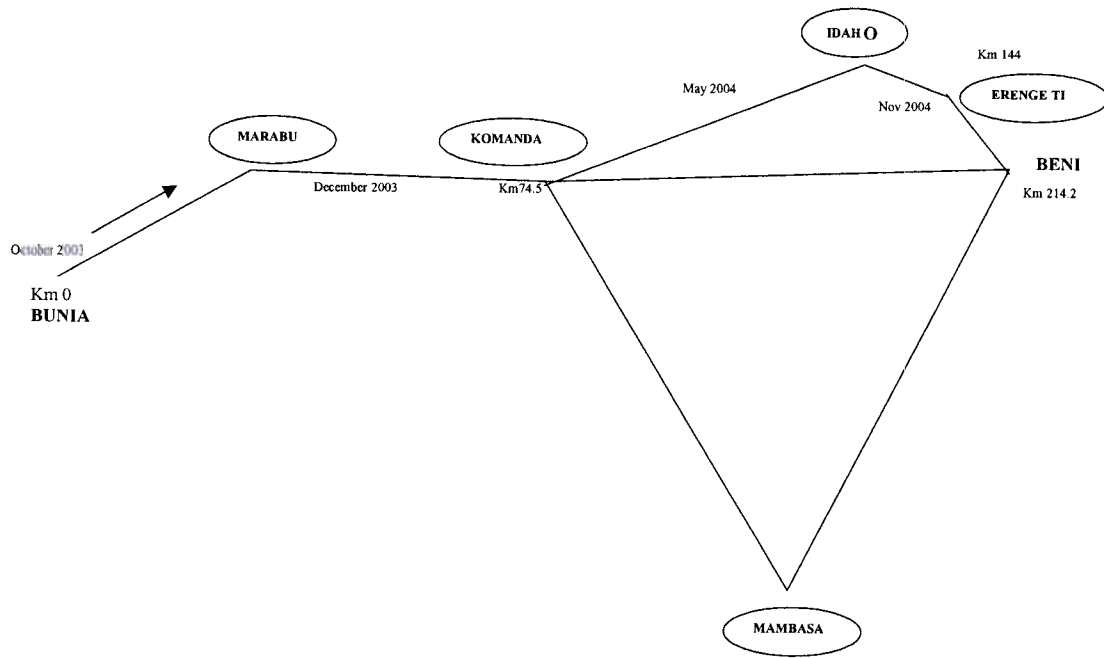 IDAH O
Km 144
May 2004
ERENGE TI
Nov 2004
MARABU
KOMANDA
BENI
December 2003
Km74.5
Km 214.2
October 2003
Km 0
BUNIA
MAMBASA